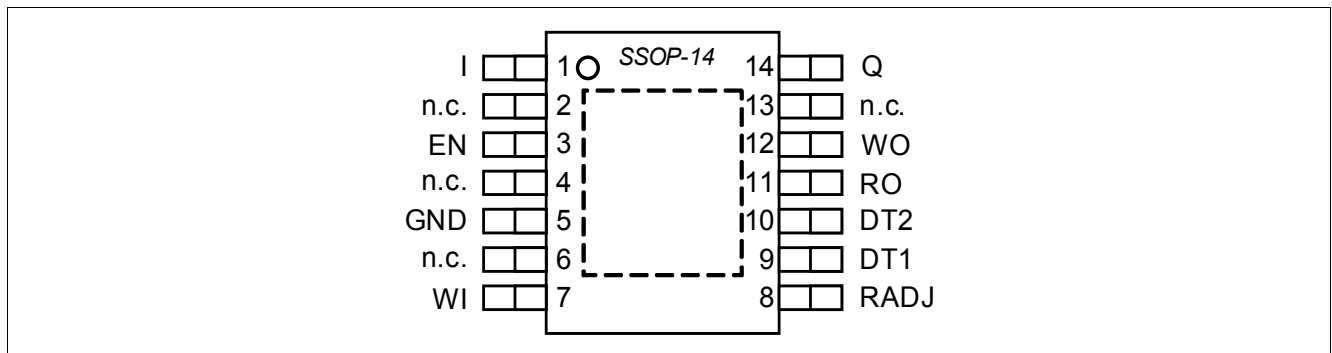 SSOP-14
I 1 14 Q
n.c. 2 13 n.c.
EN 3 12 WO
n.c. 4 11 RO
GND 5 10 DT2
n.c. 6 9 DT1
WI 7 8 RADJ